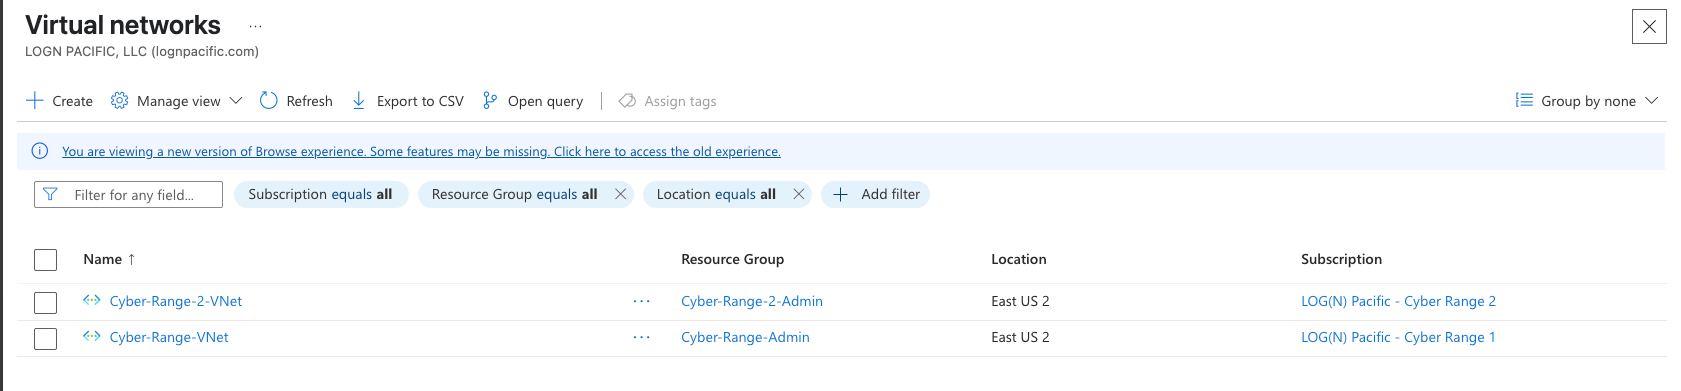 Virtual networks ...
LOGN PACIFIC, LLC (lognpacific.com)
Create Manage view Refresh Export to CSV Open query Assign tags Group by none
You are viewing a new version of Browse experience. Some features may be missing. Click here to access the old experience.
Filter for any field... Subscription equals all Resource Group equals all Location equals all Add filter
Name ↑ Resource Group Location Subscription
Cyber-Range-2-VNet ... Cyber-Range-2-Admin East US 2 LOG(N) Pacific - Cyber Range 2
Cyber-Range-VNet ... Cyber-Range-Admin East US 2 LOG(N) Pacific - Cyber Range 1